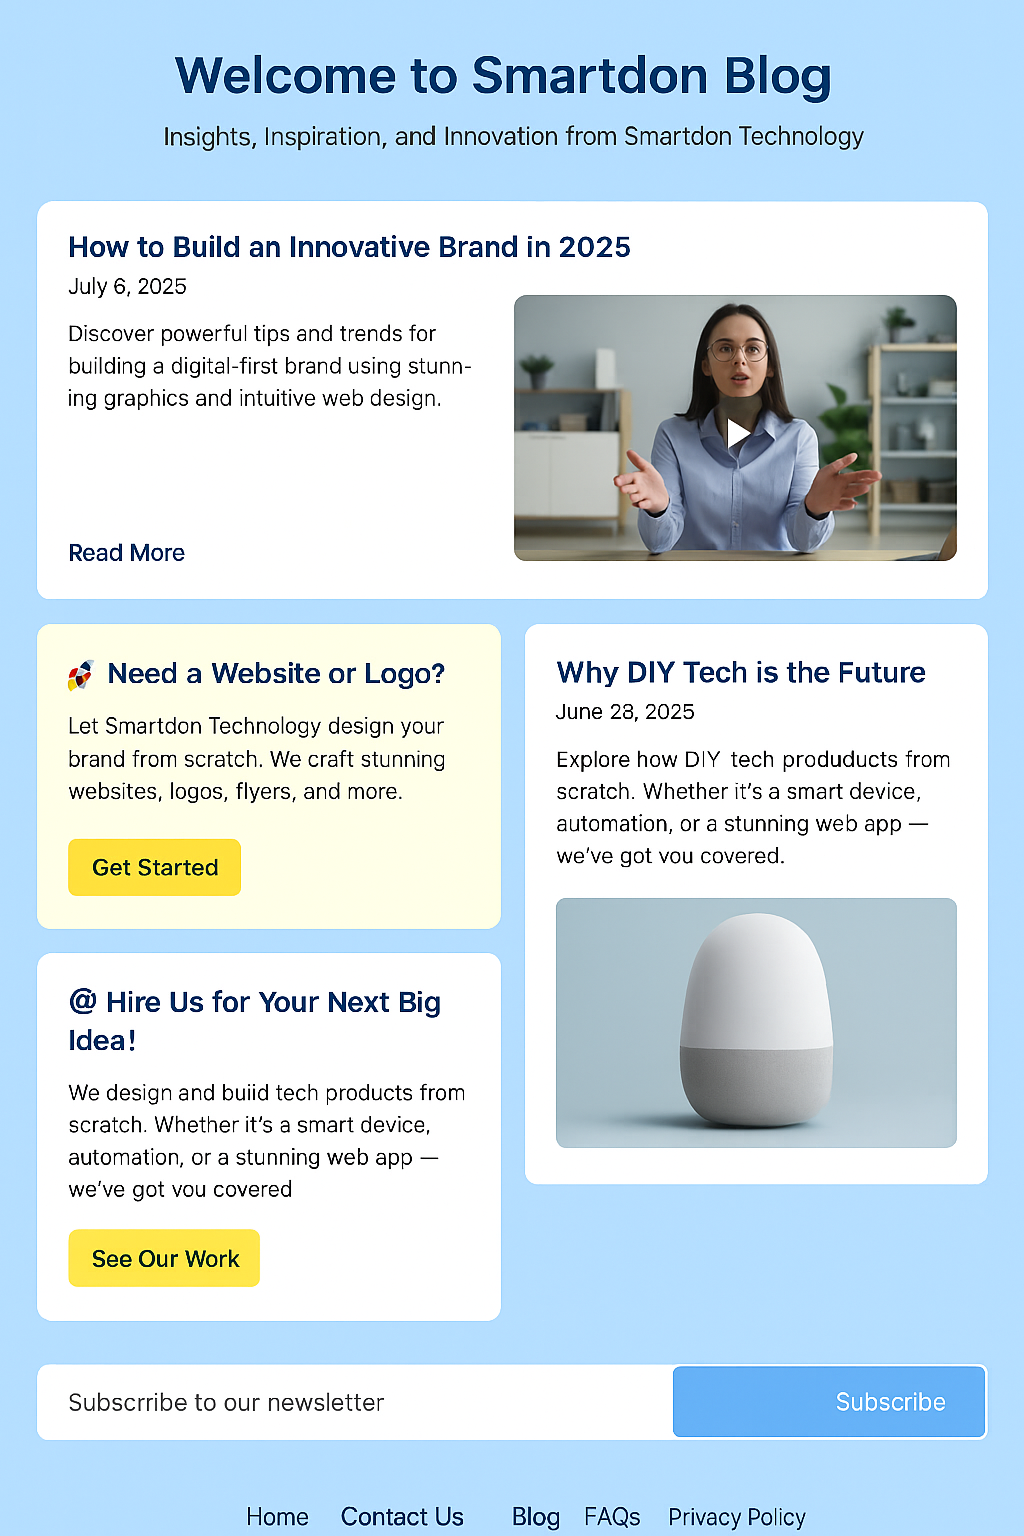 Welcome to Smartdon Blog
Insights, Inspiration, and Innovation from Smartdon Technology
How to Build an Innovative Brand in 2025
July 6, 2025
Discover powerful tips and trends for
building a digital-first brand using stunn-
ing graphics and intuitive web design.
Read More
🚀 Need a Website or Logo?
Let Smartdon Technology design your
brand from scratch. We craft stunning
websites, logos, flyers, and more.
Get Started
@ Hire Us for Your Next Big
Idea!
We design and buiid tech products from
scratch. Whether it's a smart device,
automation, or a stunning web app —
we've got vou covered
See Our Work
Why DIY Tech is the Future
June 28, 2025
Explore how DIY tech produducts from
scratch. Whether it's a smart device,
automation, or a stunning web app —
we've got vou covered.
Subscrribe to our newsletter
Subscribe
Home Contact Us Blog FAQs Privacy Policy